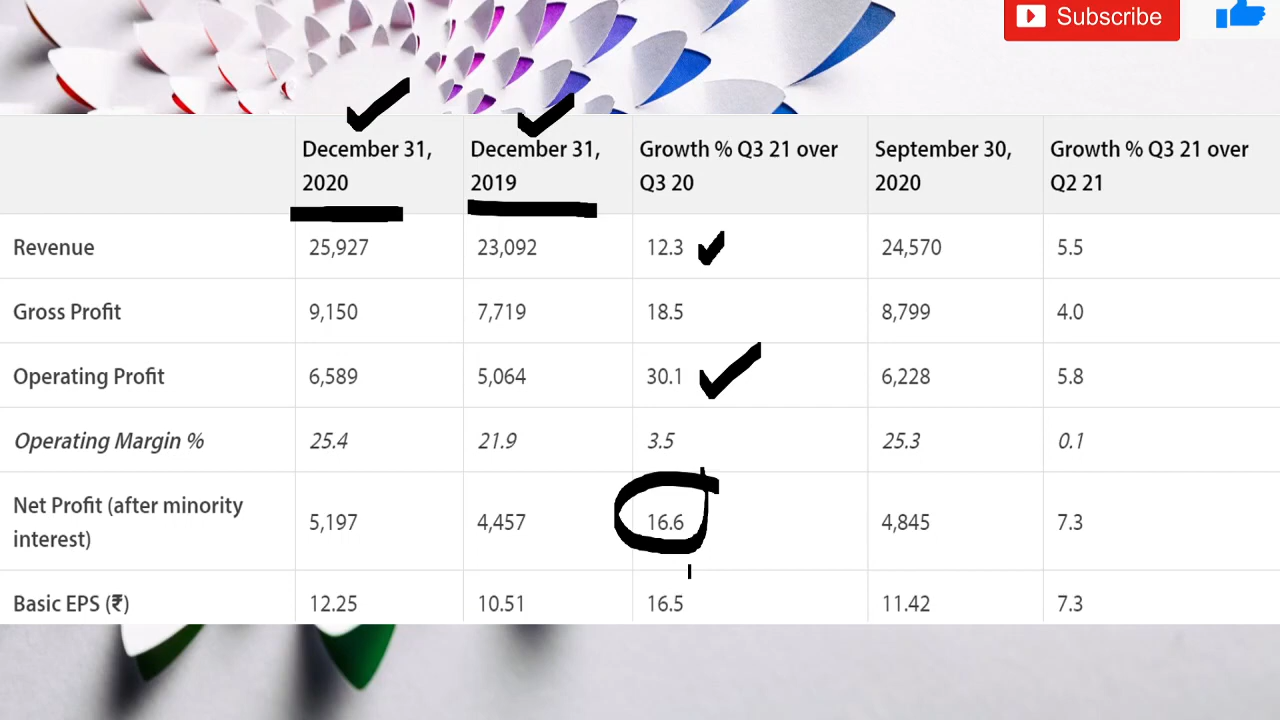 Subscribe
December 31, 2020 December 31, 2019 Growth % Q3 21 over Q3 20 September 30, 2020 Growth % Q3 21 over Q2 21
Revenue 25,927 23,092 12.3 24,570 5.5
Gross Profit 9,150 7,719 18.5 8,799 4.0
Operating Profit 6,589 5,064 30.1 6,228 5.8
Operating Margin % 25.4 21.9 3.5 25.3 0.1
Net Profit (after minority interest) 5,197 4,457 16.6 4,845 7.3
Basic EPS (₹) 12.25 10.51 16.5 11.42 7.3